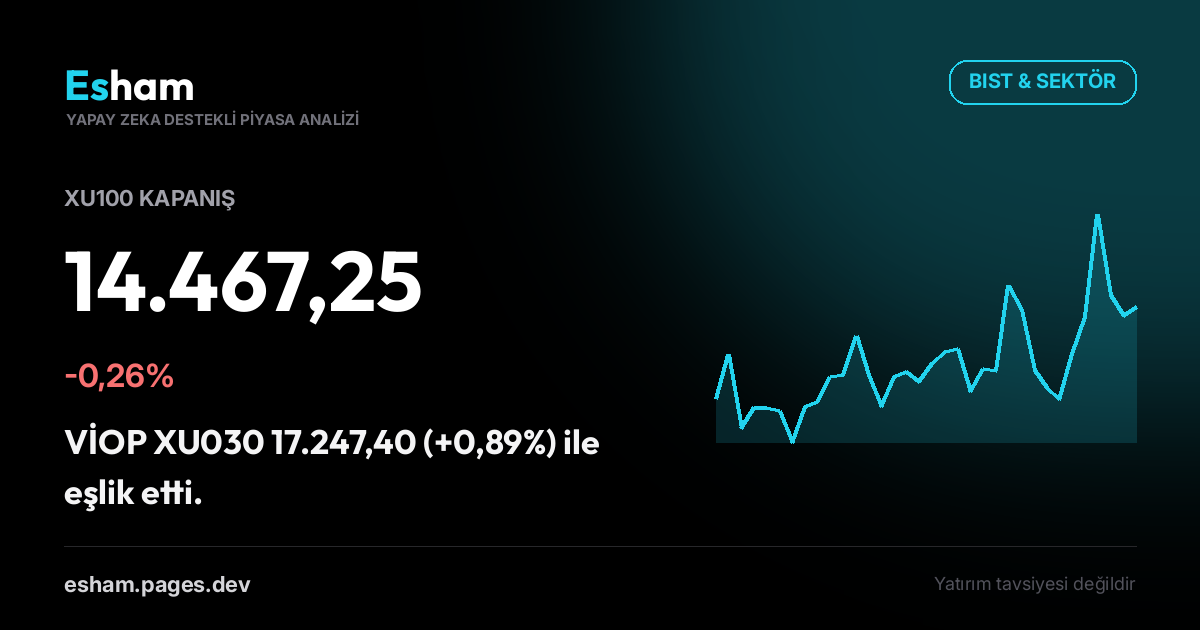 Esham
BIST & SEKTÖR
YAPAY ZEKA DESTEKLİ PİYASA ANALİZİ
XU100 KAPANIŞ
14.467,25
-0,26%
VİOP XU030 17.247,40 (+0,89%) ile
eşlik etti.
esham.pages.dev
Yatırım tavsiyesi değildir